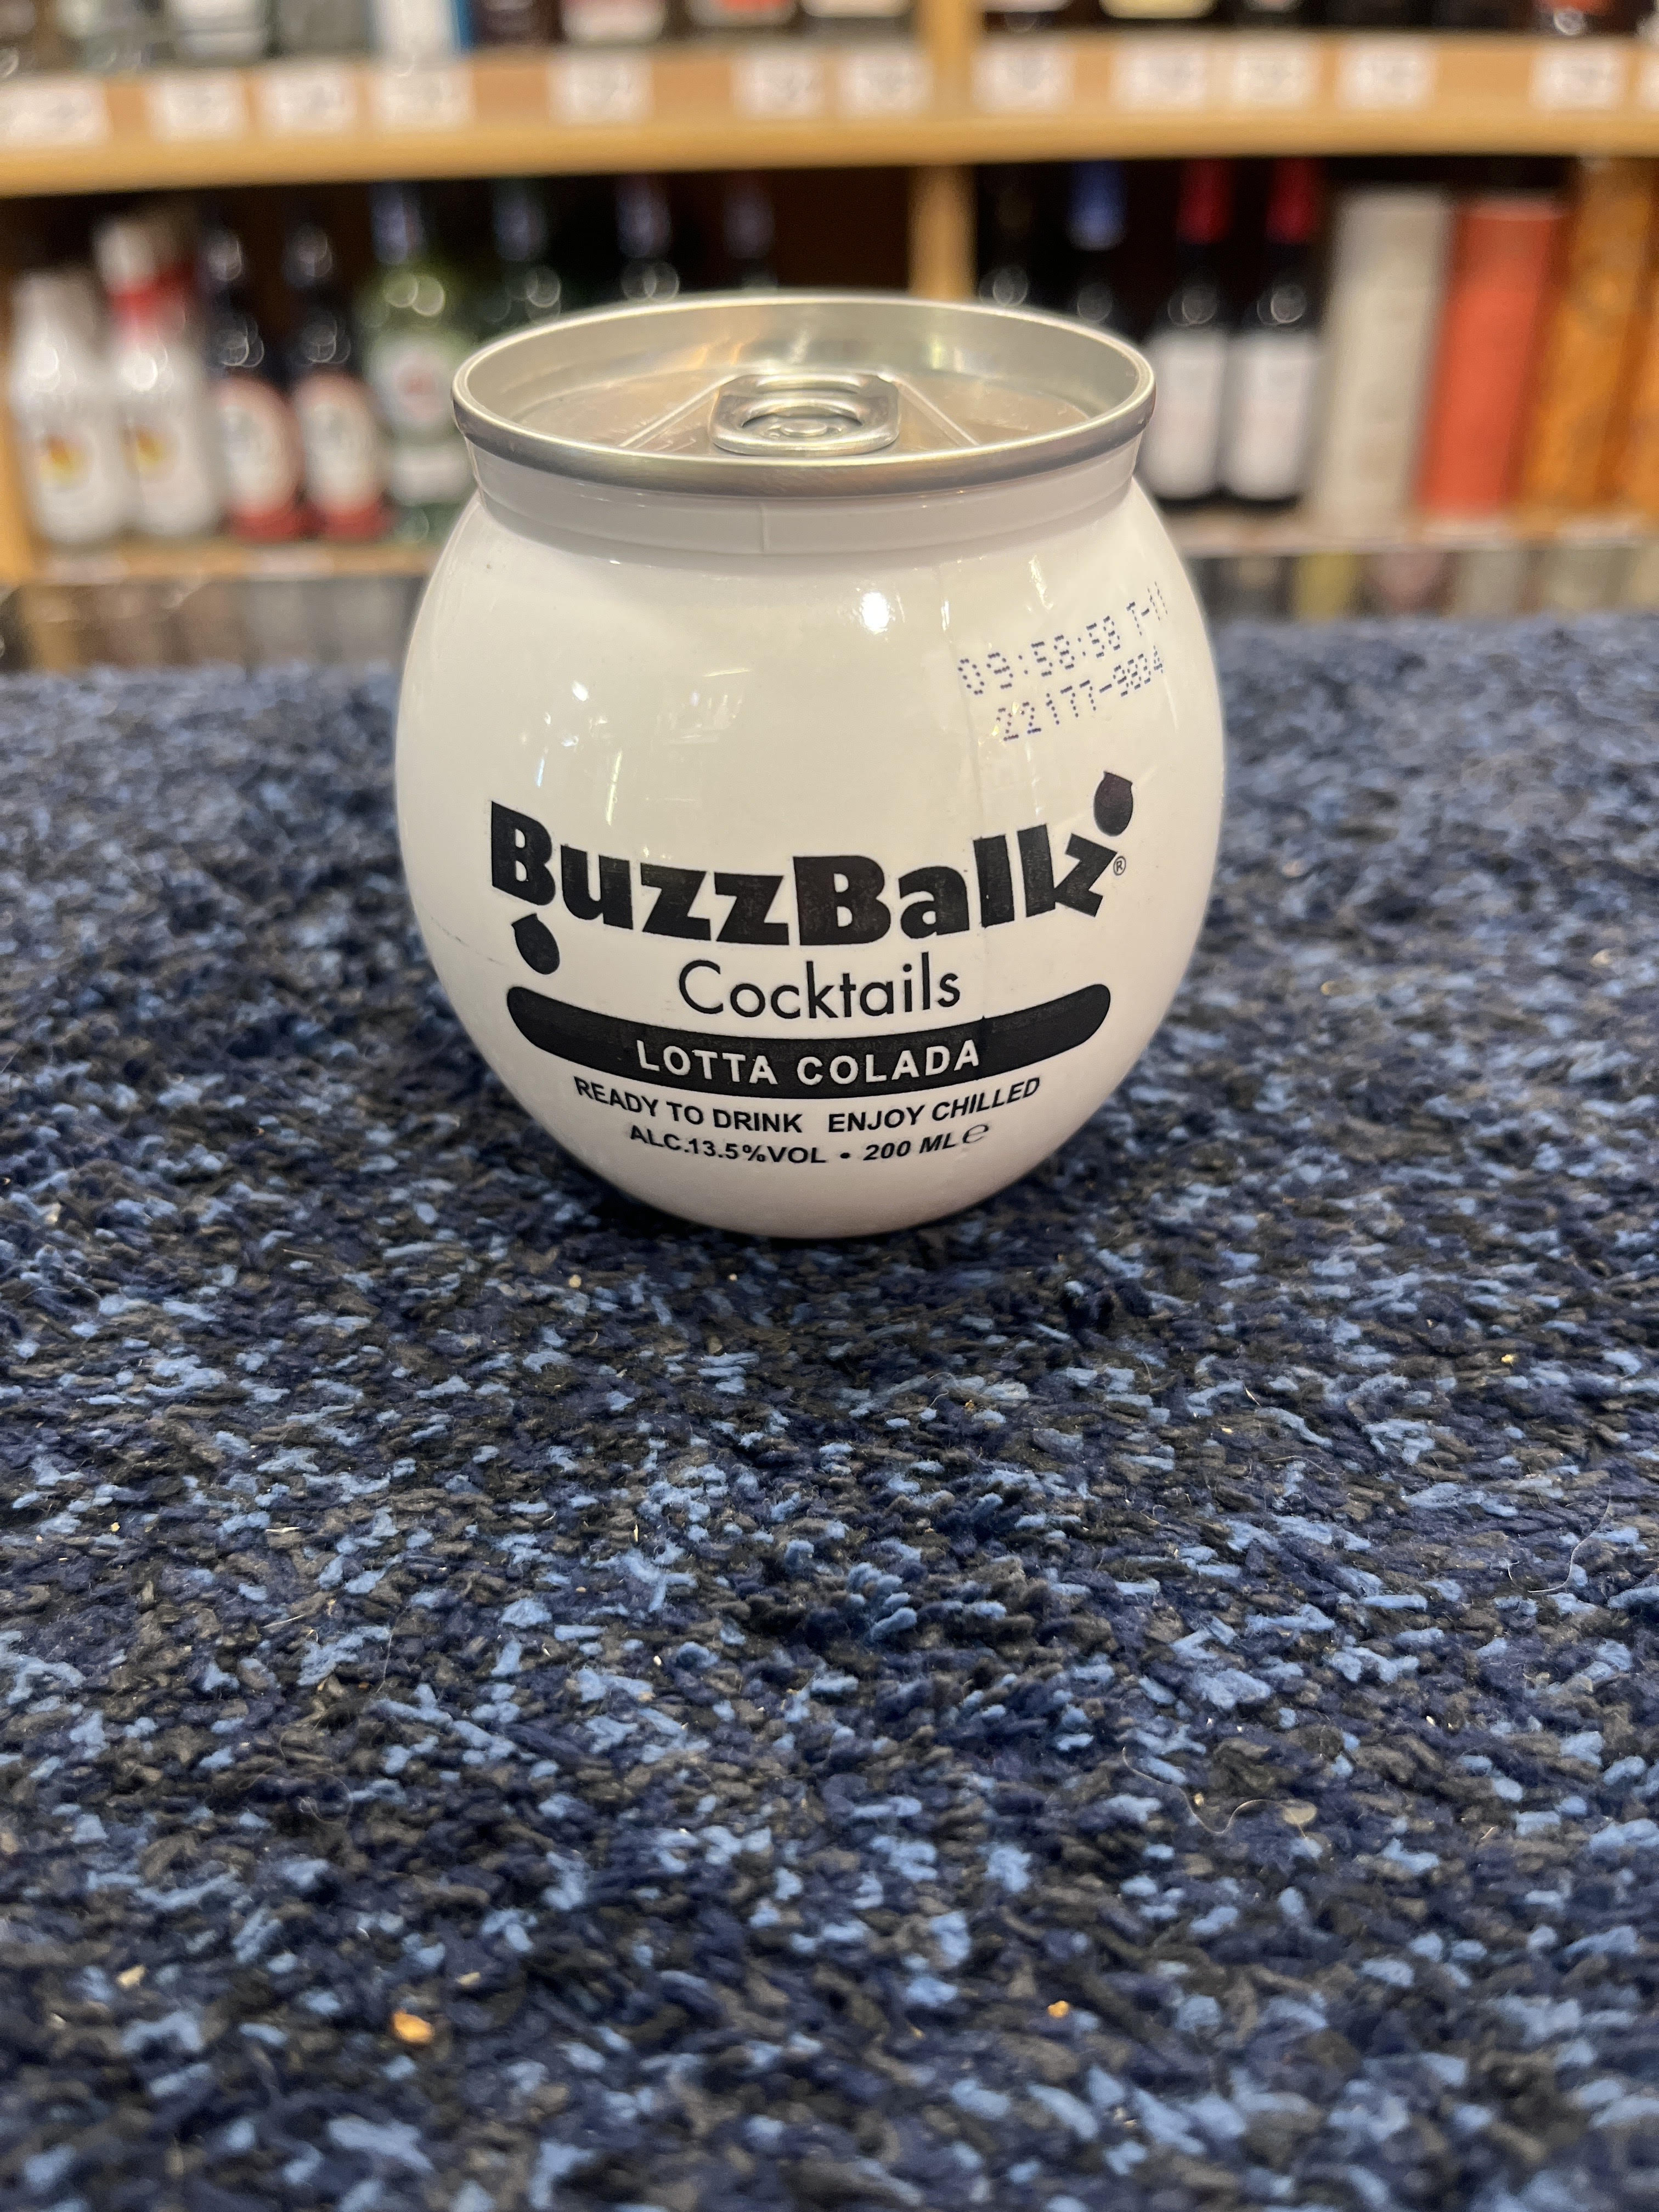 09:58:58 T-11
22177-9834
BuzzBallz®
Cocktails
LOTTA COLADA
READY TO DRINK ENJOY CHILLED
ALC.13.5%VOL • 200 ML ℮